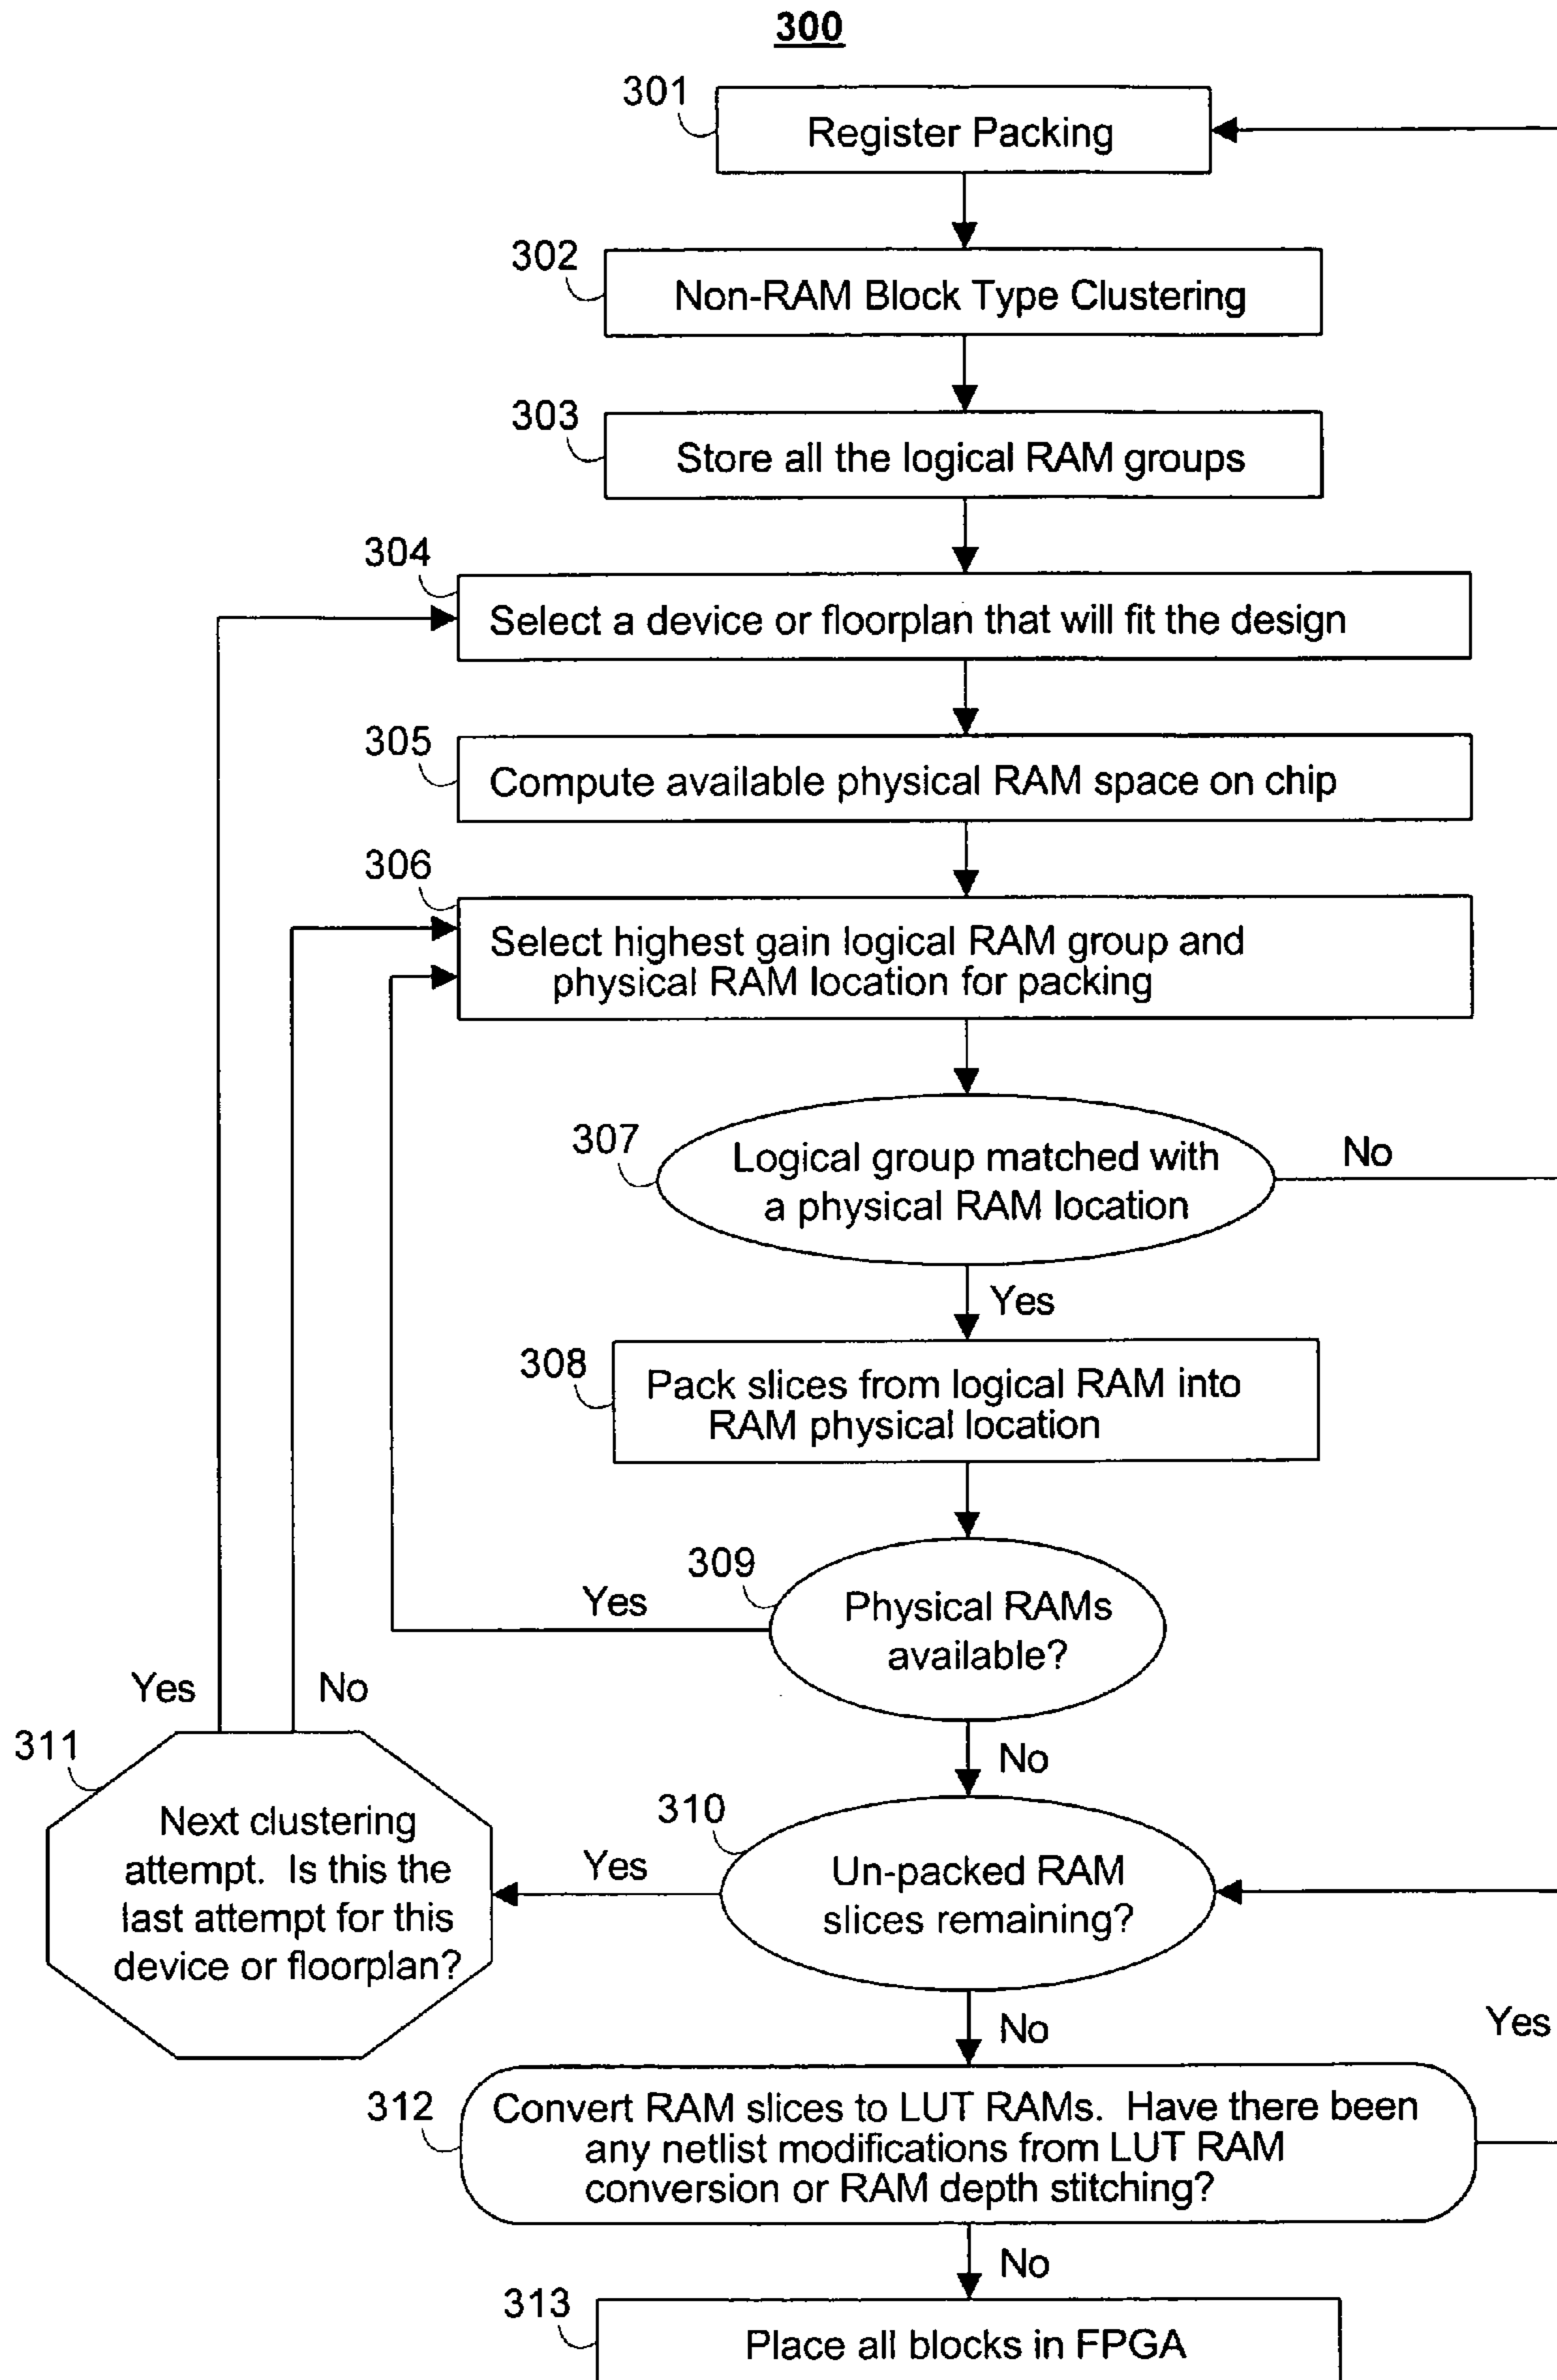 300
301
Register Packing
302
Non-RAM Block Type Clustering
303
Store all the logical RAM groups
304
Select a device or floorplan that will fit the design
305
Compute available physical RAM space on chip
306
Select highest gain logical RAM group and
physical RAM location for packing
307
Logical group matched with
a physical RAM location
No
Yes
308
Pack slices from logical RAM into
RAM physical location
309
Physical RAMs
available?
Yes
No
Yes
No
311
Next clustering
attempt. Is this the
last attempt for this
device or floorplan?
310
Un-packed RAM
slices remaining?
Yes
No
Yes
312
Convert RAM slices to LUT RAMs. Have there been
any netlist modifications from LUT RAM
conversion or RAM depth stitching?
No
313
Place all blocks in FPGA